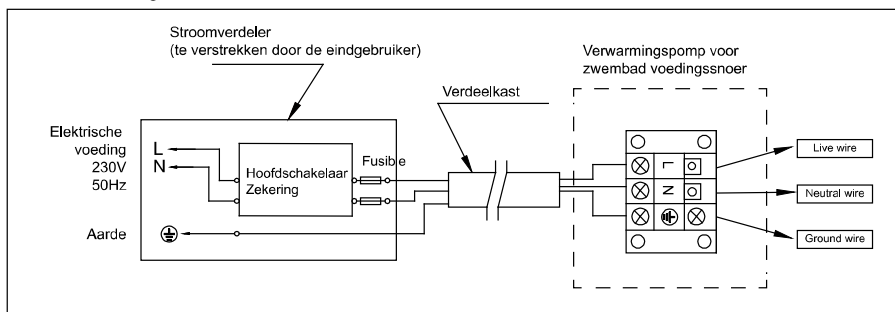 Stroomverdeler
(te verstrekken door de eindgebruiker)
Verwarmingspomp voor
zwembad voedingssnoer
Verdeelkast
Elektrische
voeding
230V
50Hz
L
N
Hoofdschakelaar
Zekering
Fusible
Aarde
L
N
Live wire
Neutral wire
Ground wire